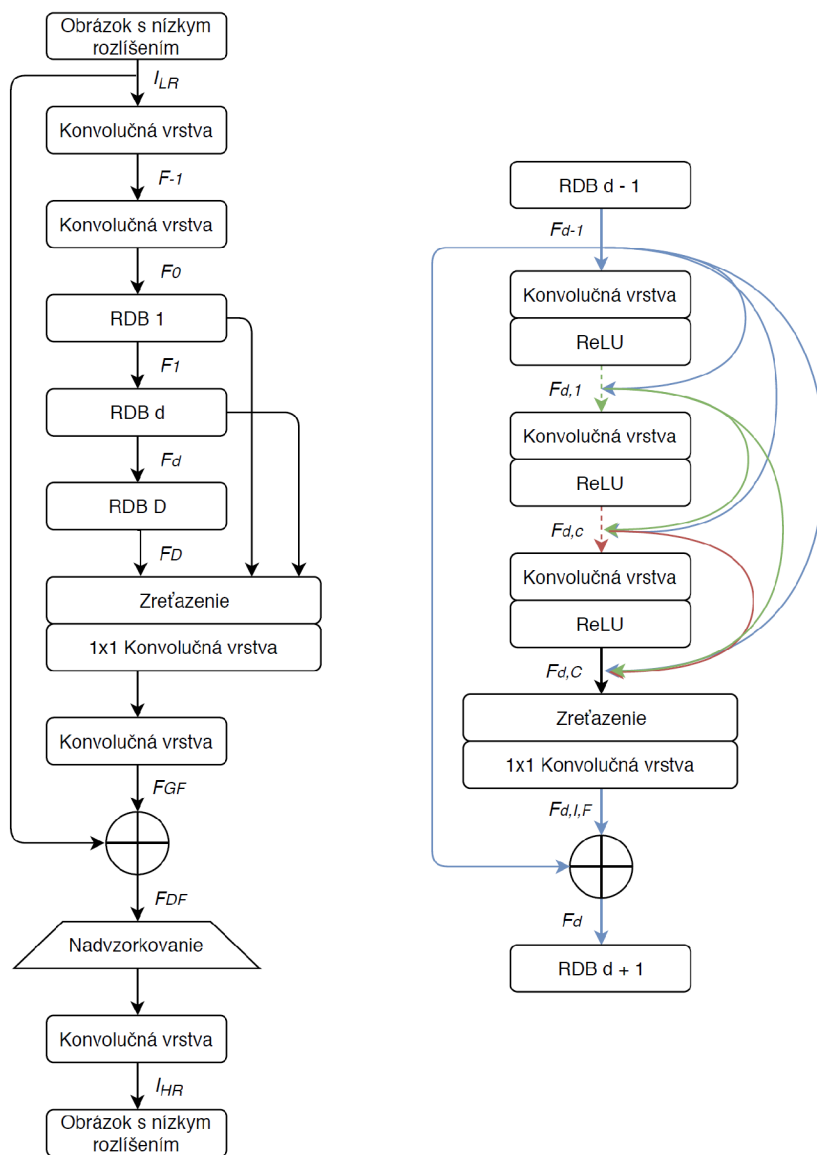 Obrázok s nízkym
rozlíšením
I_LR
Konvolučná vrstva
F-1
Konvolučná vrstva
F0
RDB 1
F1
RDB d
Fd
RDB D
FD
Zreťazenie
1x1 Konvolučná vrstva
Konvolučná vrstva
FGF
FDF
Nadvzorkovanie
Konvolučná vrstva
I_HR
Obrázok s nízkym
rozlíšením
RDB d - 1
Fd-1
Konvolučná vrstva
ReLU
Fd,1
Konvolučná vrstva
ReLU
Fd,c
Konvolučná vrstva
ReLU
Fd,C
Zreťazenie
1x1 Konvolučná vrstva
Fd,I,F
Fd
RDB d + 1